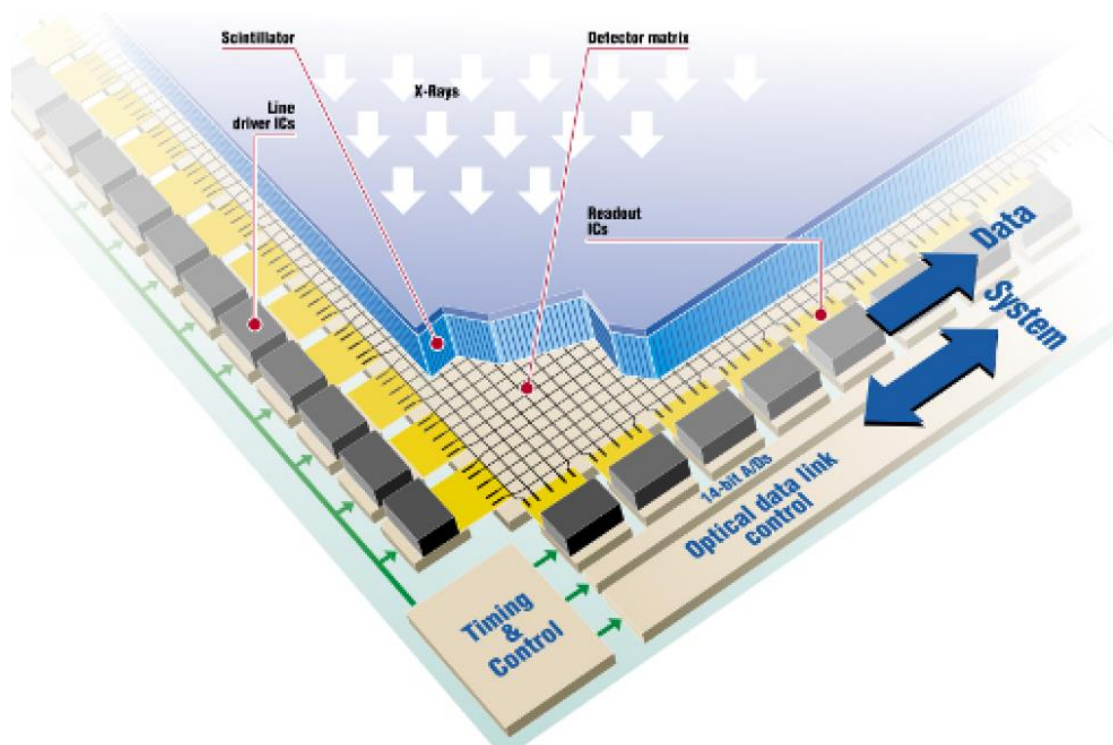 Scintillator
Detector matrix
X-Rays
Line
driver ICs
Readout
ICs
Data
System
14-bit A/Ds
Optical data link
control
Timing
&
Control